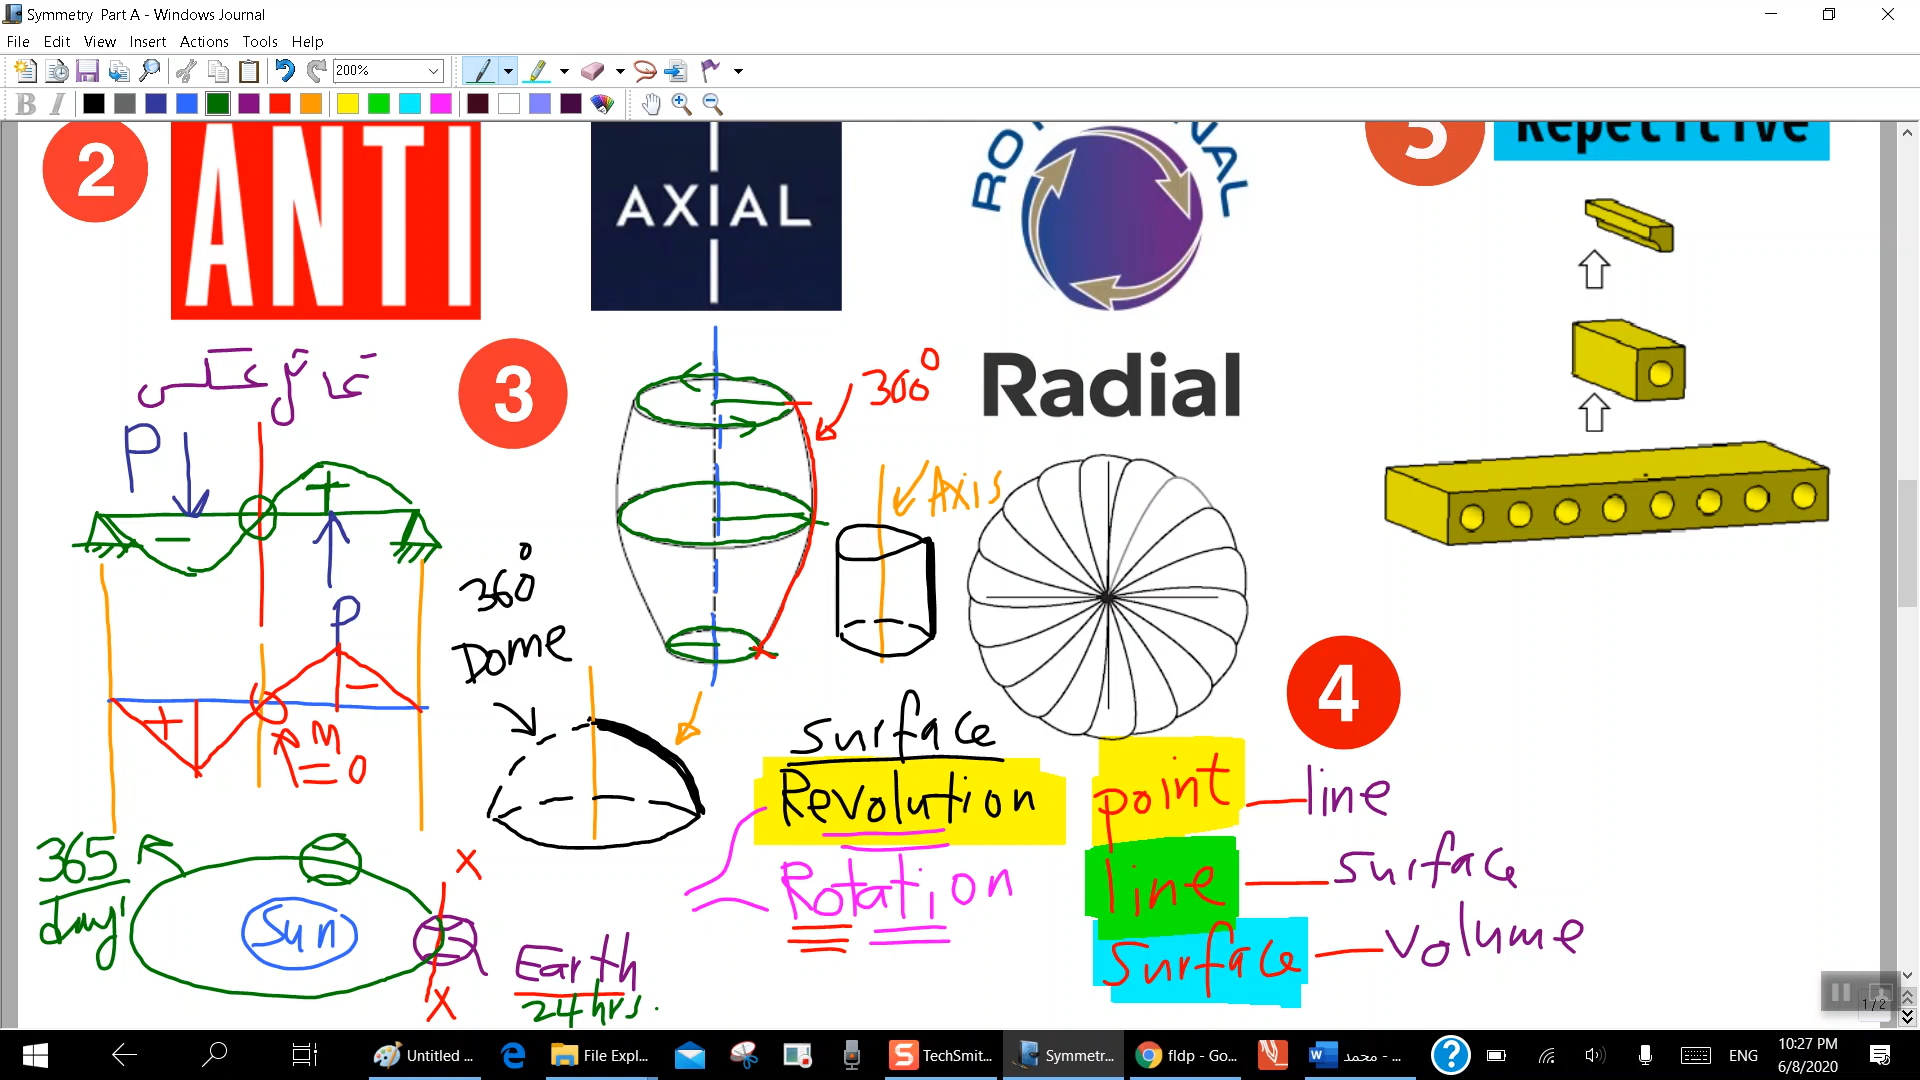 Symmetry Part A - Windows Journal
File Edit View Insert Actions Tools Help
200%
B I
2
ANTI
AXIAL
ROTATIONAL
5
Repetitive
3
360°
Radial
P
Axis
+
-
360°
Dome
P
+
-
M
=0
surface
Revolution
Rotation
4
point
line
line
surface
surface
volume
365
day
Sun
X
X
Earth
24 hrs.
1/2
Untitled ...
File Expl...
TechSmit...
Symmetr...
fldp - Go...
محمد - ...
ENG
10:27 PM
6/8/2020